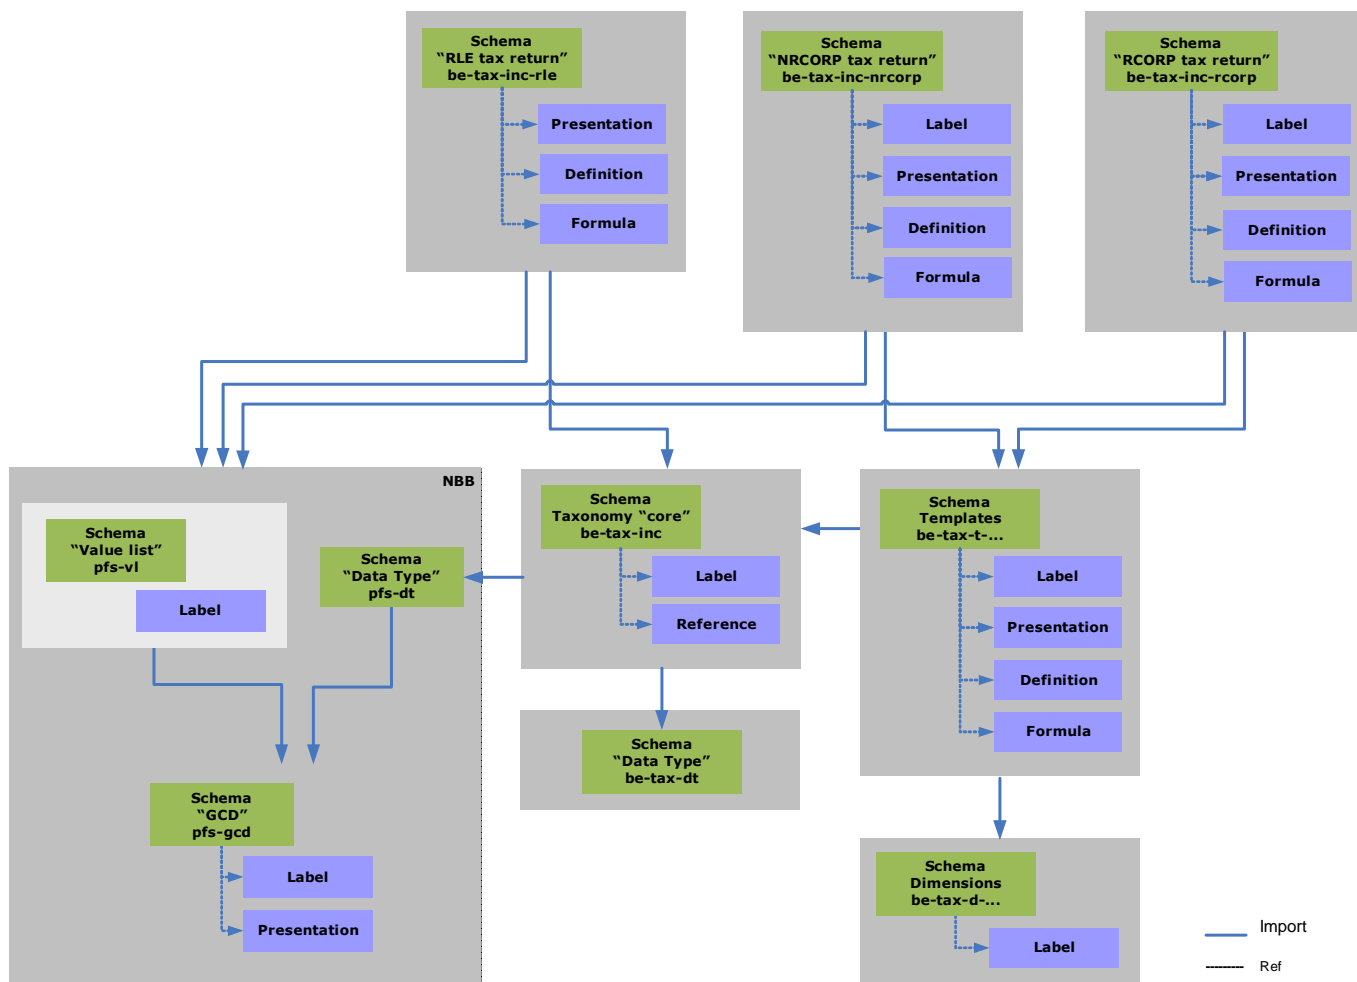 Schema
“RLE tax return”
be-tax-inc-rle
Presentation
Definition
Formula
Schema
“NRCORP tax return”
be-tax-inc-nrcorp
Label
Presentation
Definition
Formula
Schema
“RCORP tax return”
be-tax-inc-rcorp
Label
Presentation
Definition
Formula
NBB
Schema
“Value list”
pfs-vl
Label
Schema
“Data Type”
pfs-dt
Schema
“GCD”
pfs-gcd
Label
Presentation
Schema
Taxonomy “core”
be-tax-inc
Label
Reference
Schema
“Data Type”
be-tax-dt
Schema
Templates
be-tax-t-...
Label
Presentation
Definition
Formula
Schema
Dimensions
be-tax-d-...
Label
Import
Ref